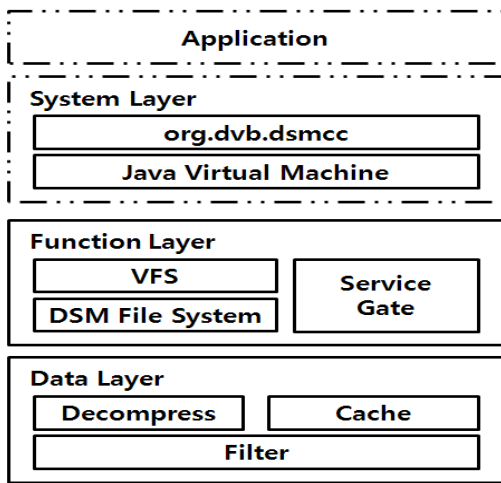 Application
System Layer
org.dvb.dsmcc
Java Virtual Machine
Function Layer
VFS
DSM File System
Service
Gate
Data Layer
Decompress
Cache
Filter